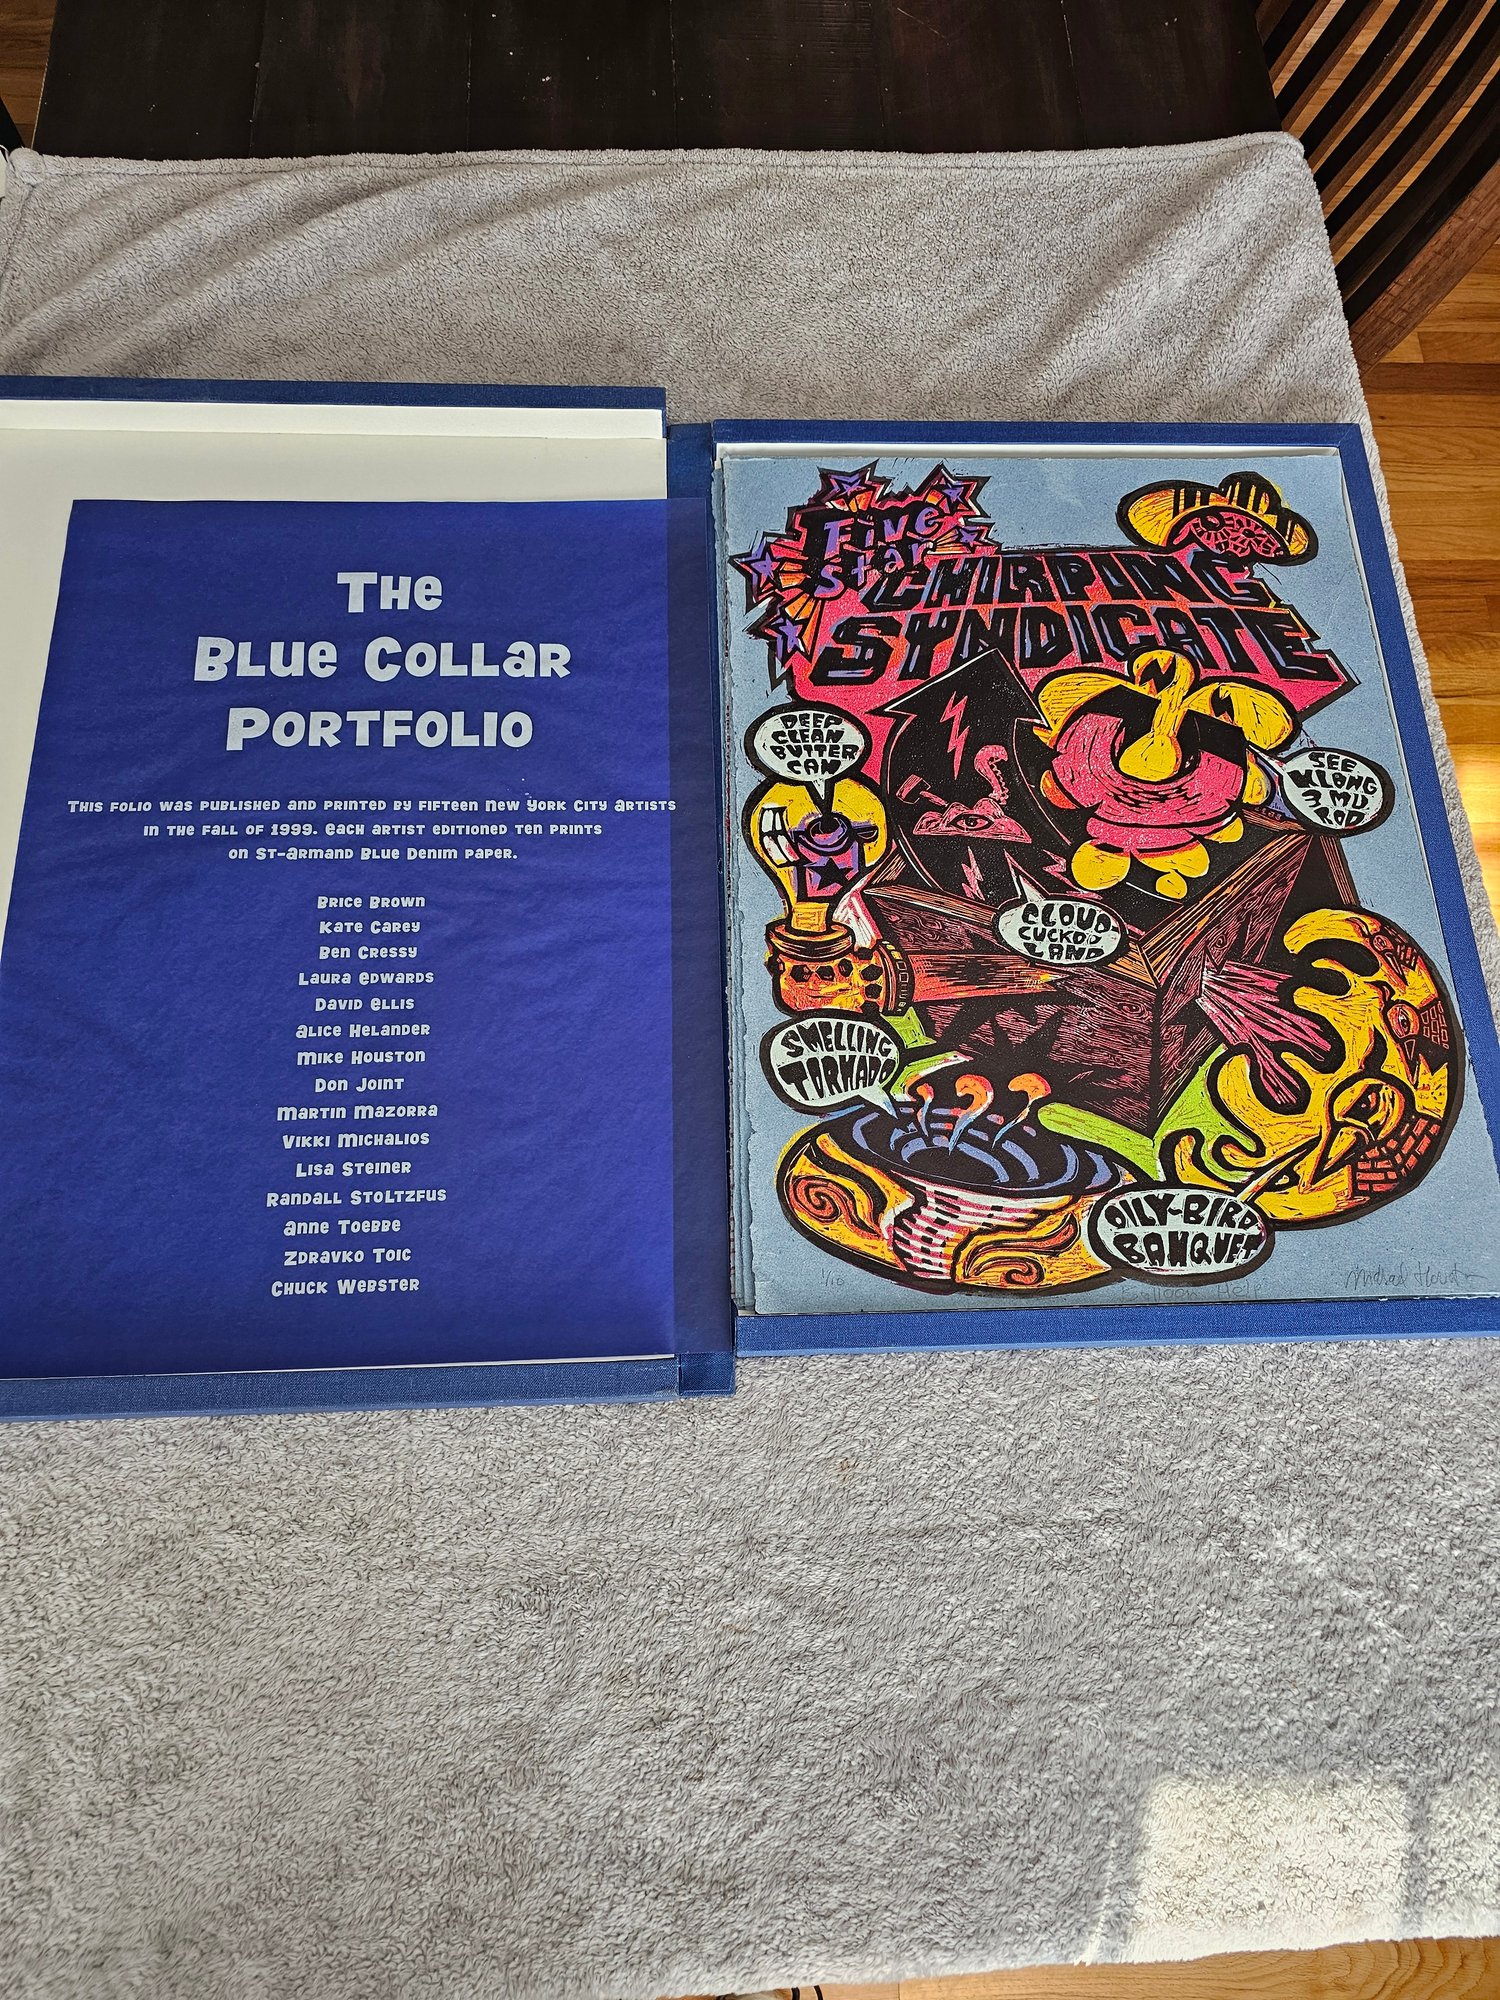 The
Blue Collar
Portfolio
This folio was published and printed by fifteen New York City Artists
in the fall of 1999. Each artist editioned ten prints
on St-Armand Blue Denim paper.
Brice Brown
Kate Carey
Ben Cressy
Laura Edwards
David Ellis
Alice Helander
Mike Houston
Don Joint
Martin Mazorra
Vikki Michalios
Lisa Steiner
Randall Stoltzfus
Anne Toebbe
Zdravko Toic
Chuck Webster
Five
Star
CHIRPING
SYNDICATE
DEEP
CLEAN
BUTTER
CAN
SEE
KLANG
3 MU
ROD
CLOUD-
CUCKOO
LAND
SMELLING
TORNADO
OILY-BIRD
BANQUET
1/10
Balloon Help